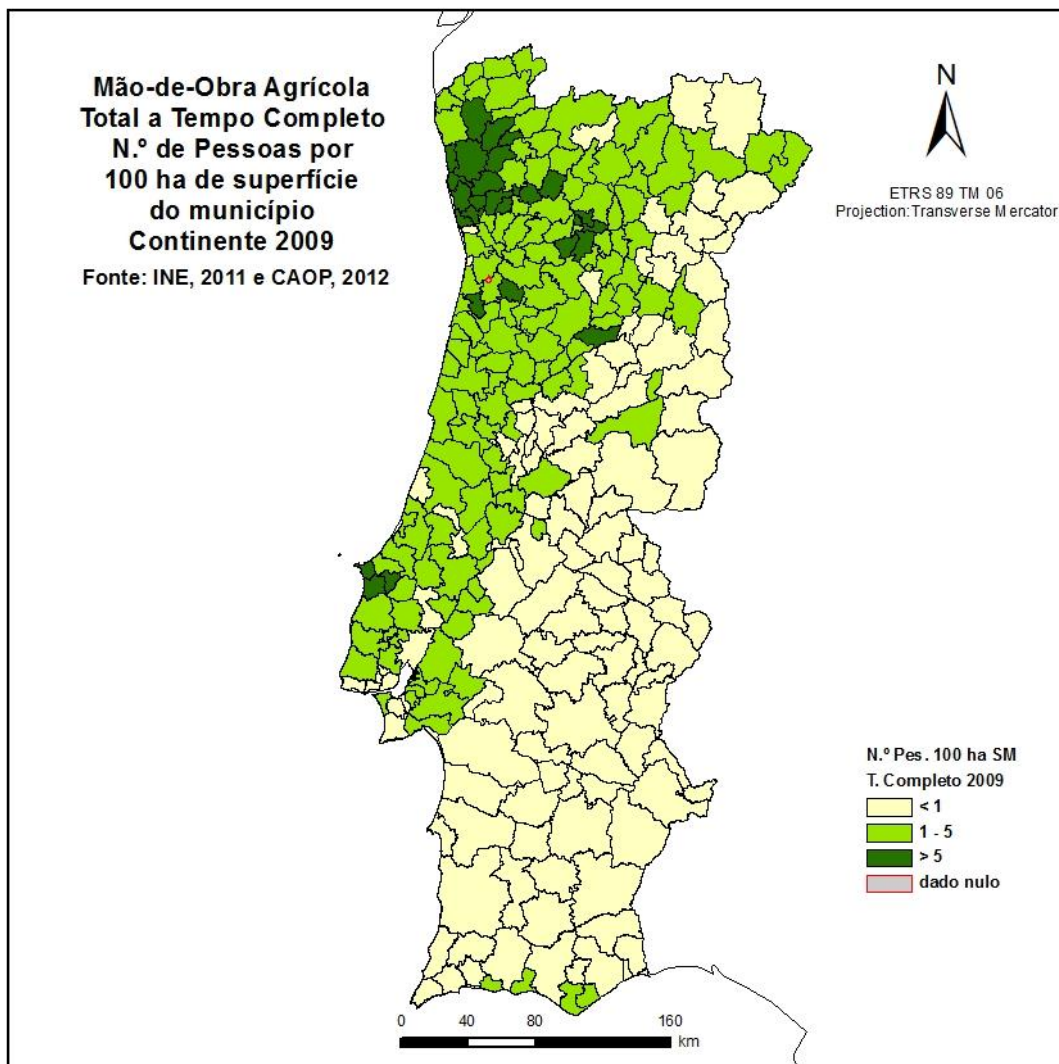 Mão-de-Obra Agrícola
Total a Tempo Completo
N.º de Pessoas por
100 ha de superfície
do município
Continente 2009
Fonte: INE, 2011 e CAOP, 2012
N
ETRS 89 TM 06
Projection: Transverse Mercator
N.º Pes. 100 ha SM
T. Completo 2009
< 1
1 - 5
> 5
dado nulo
0 40 80 160
km